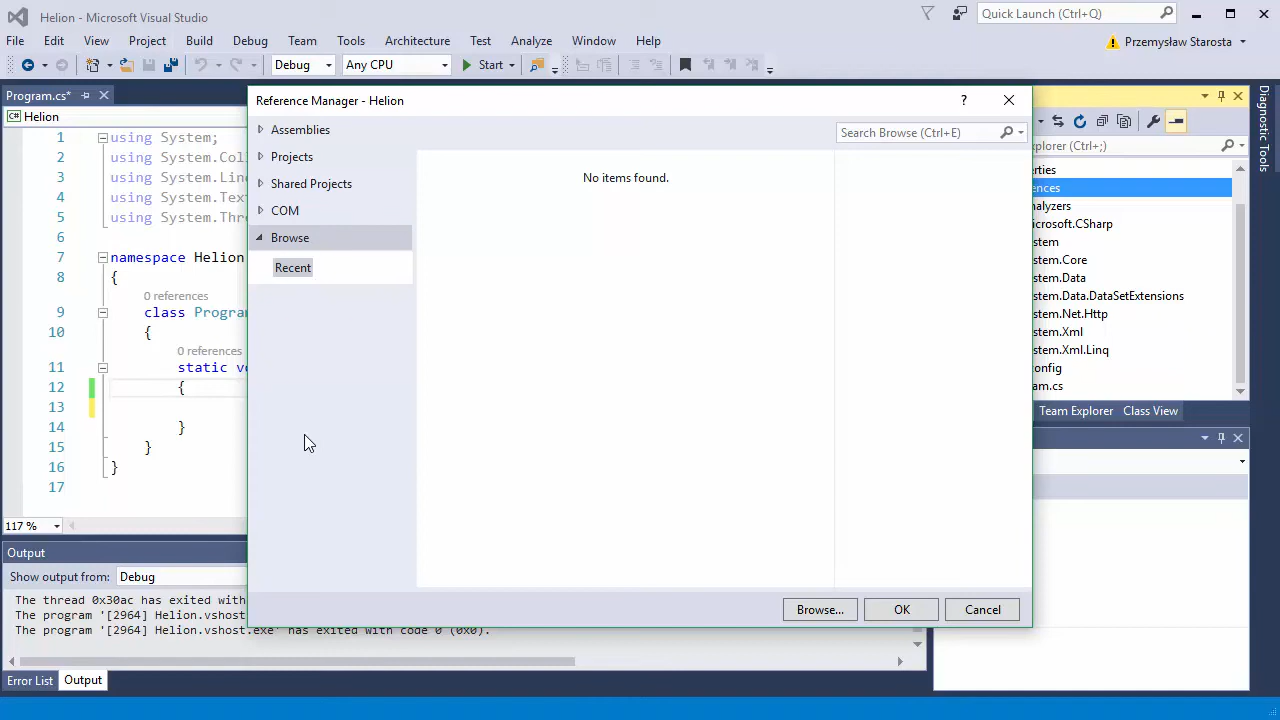 Helion - Microsoft Visual Studio
Quick Launch (Ctrl+Q)
File Edit View Project Build Debug Team Tools Architecture Test Analyze Window Help
Przemysław Starosta
Debug Any CPU Start
Program.cs*
Helion
Reference Manager - Helion
?
Assemblies
Projects
Shared Projects
COM
Browse
Recent
Search Browse (Ctrl+E)
No items found.
Browse... OK Cancel
1 using System;
2 using System.Col
3 using System.Lin
4 using System.Text
5 using System.Thr
6
7 namespace Helion
8 {
0 references
9 class Program
10 {
0 references
11 static vo
12 {
13
14 }
15 }
16 }
17
117 %
Output
Show output from: Debug
The thread 0x30ac has exited with
The program '[2964] Helion.vshost
The program '[2964] Helion.vshost.exe' has exited with code 0 (0x0).
Error List Output
xplorer (Ctrl+;)
erties
ences
nalyzers
icrosoft.CSharp
stem
stem.Core
stem.Data
stem.Data.DataSetExtensions
stem.Net.Http
stem.Xml
stem.Xml.Linq
config
am.cs
Team Explorer Class View
Diagnostic Tools